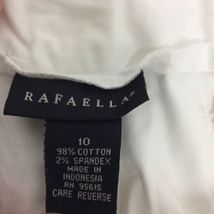 RAFAELLA
10
98% COTTON
2% SPANDEX
MADE IN
INDONESIA
RN 95615
CARE REVERSE